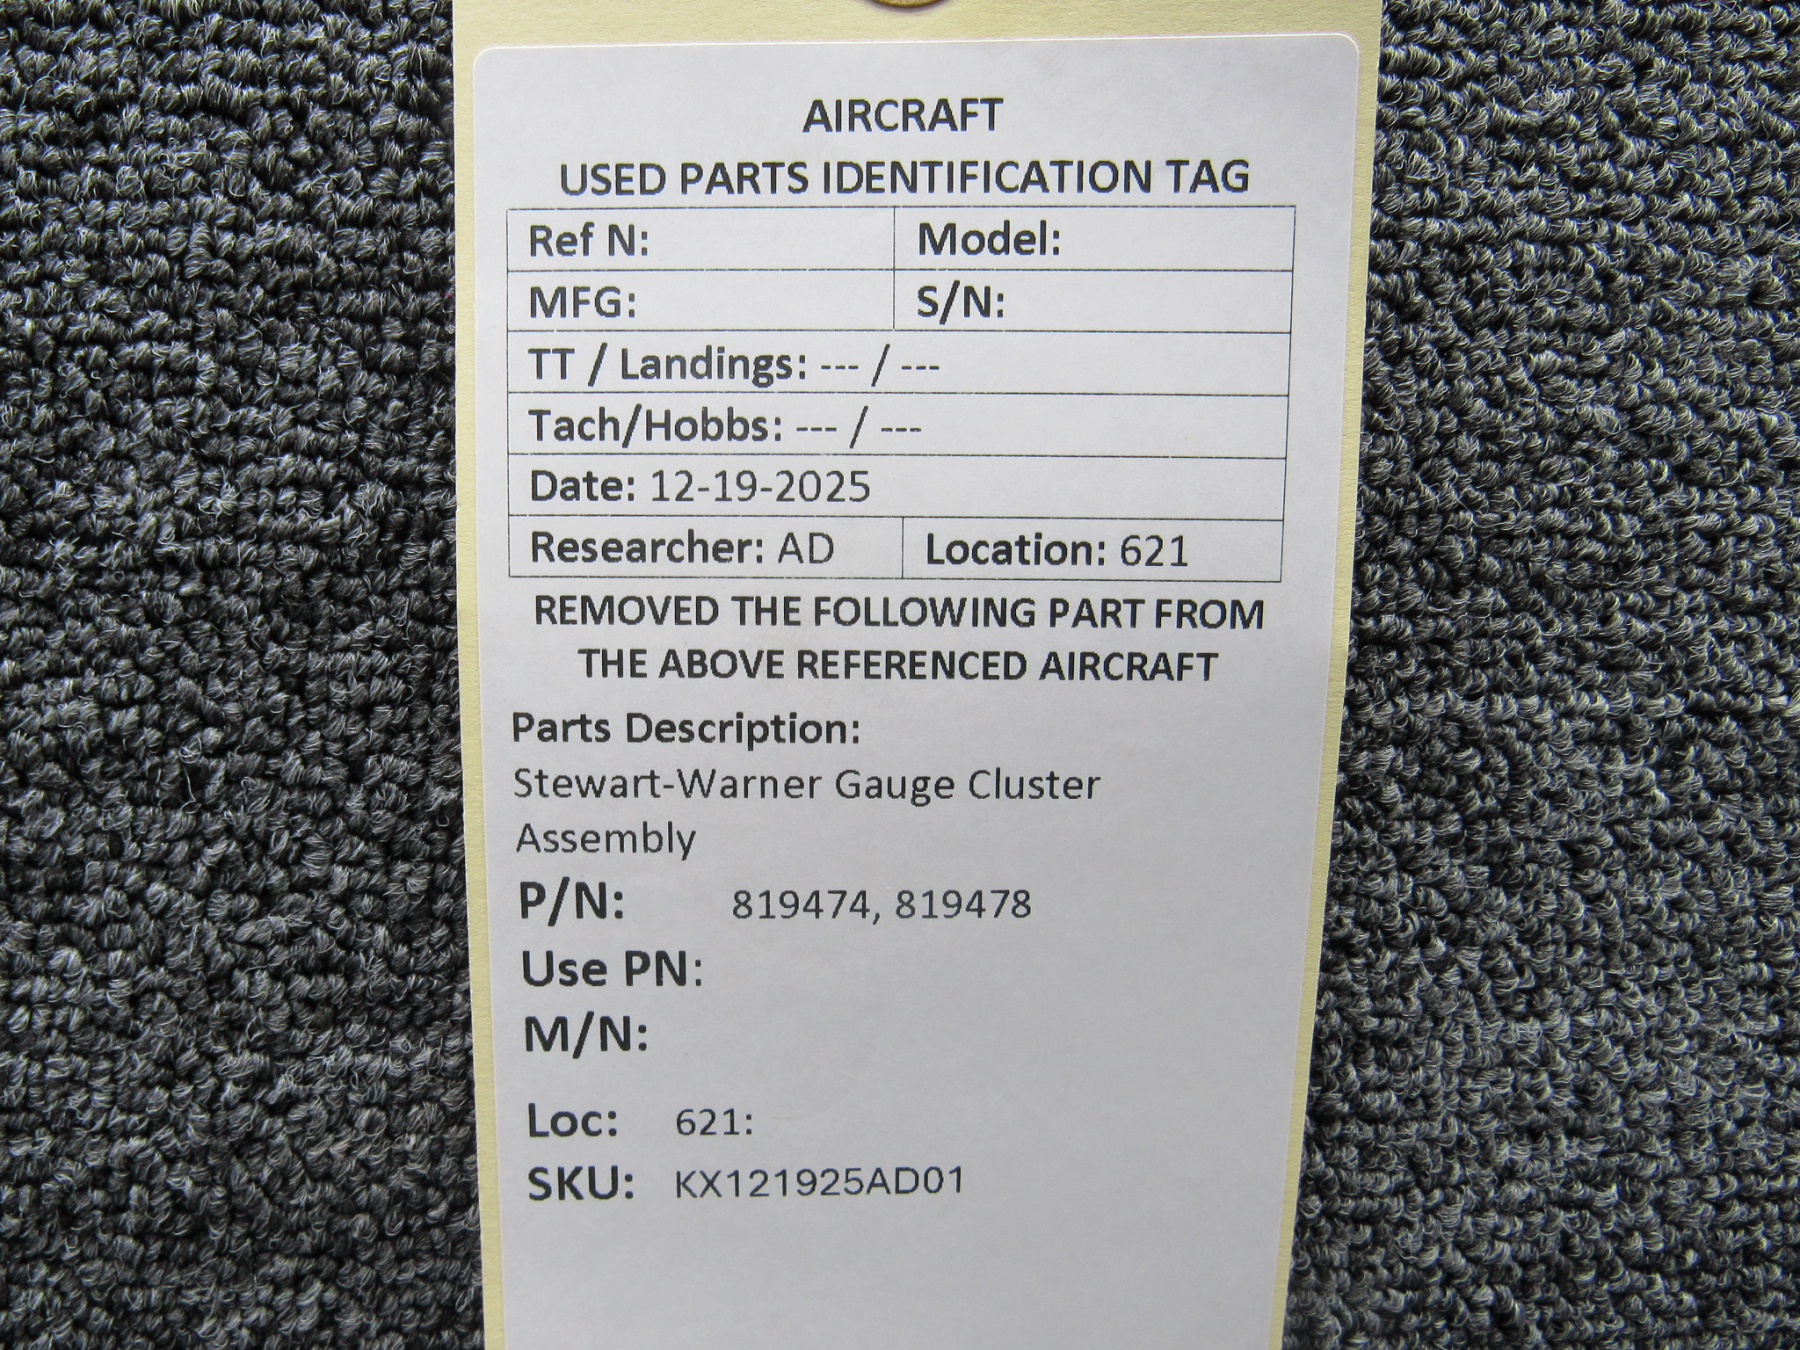 AIRCRAFT
USED PARTS IDENTIFICATION TAG
Ref N: Model:
MFG: S/N:
TT / Landings: --- / ---
Tach/Hobbs: --- / ---
Date: 12-19-2025
Researcher: AD Location: 621
REMOVED THE FOLLOWING PART FROM
THE ABOVE REFERENCED AIRCRAFT
Parts Description:
Stewart-Warner Gauge Cluster
Assembly
P/N: 819474, 819478
Use PN:
M/N:
Loc: 621:
SKU: KX121925AD01